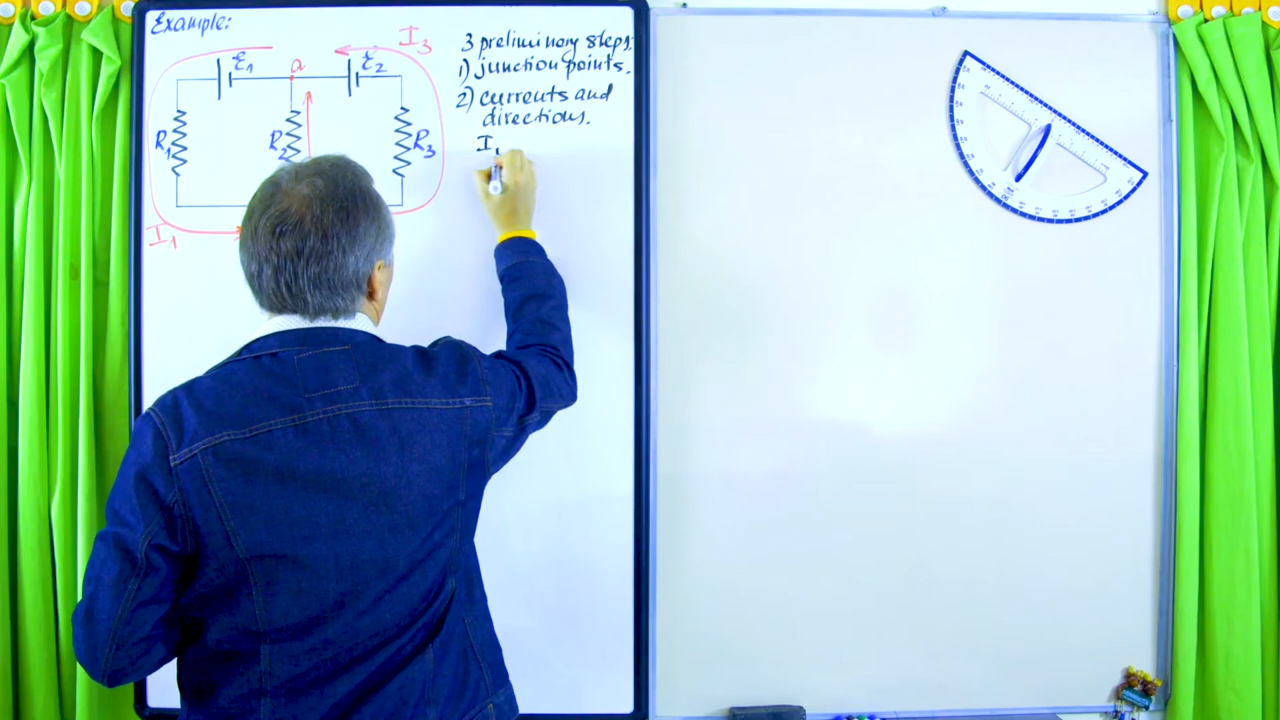 Example:
I3
ε1
a
ε2
R1
R2
R3
I1
3 preliminary steps:
1) junction points.
2) currents and
directions.
I1